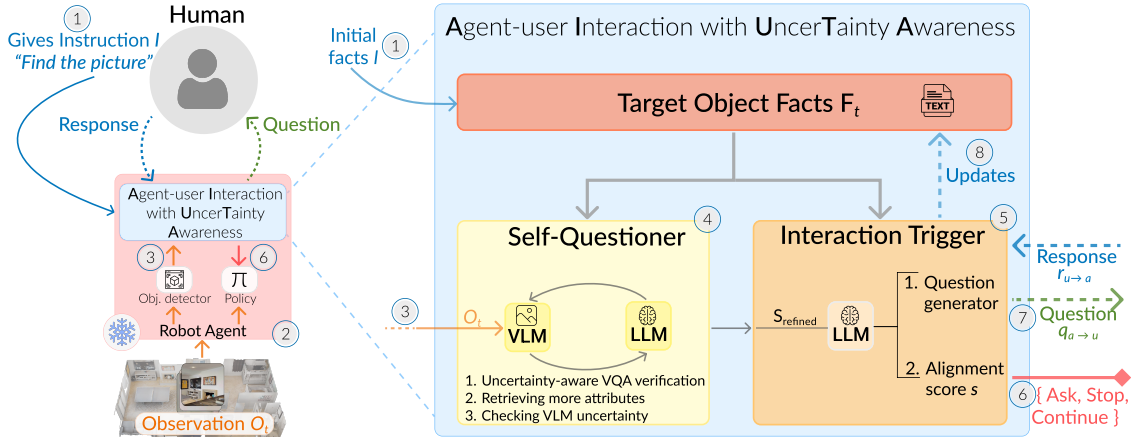 Human
1
Gives Instruction I
“Find the picture”
Response
Question
Agent-user Interaction
with UncerTainty
Awareness
3
6
π
Obj. detector
Policy
Robot Agent
2
Observation Ot
Agent-user Interaction with UncerTainty Awareness
Initial
facts I
1
Target Object Facts Ft
TEXT
8
Updates
4
Self-Questioner
3
Ot
VLM
LLM
1. Uncertainty-aware VQA verification
2. Retrieving more attributes
3. Checking VLM uncertainty
5
Interaction Trigger
Srefined
LLM
1. Question
generator
2. Alignment
score s
Response
ru→a
7
Question
qa→u
6
{ Ask, Stop,
Continue }